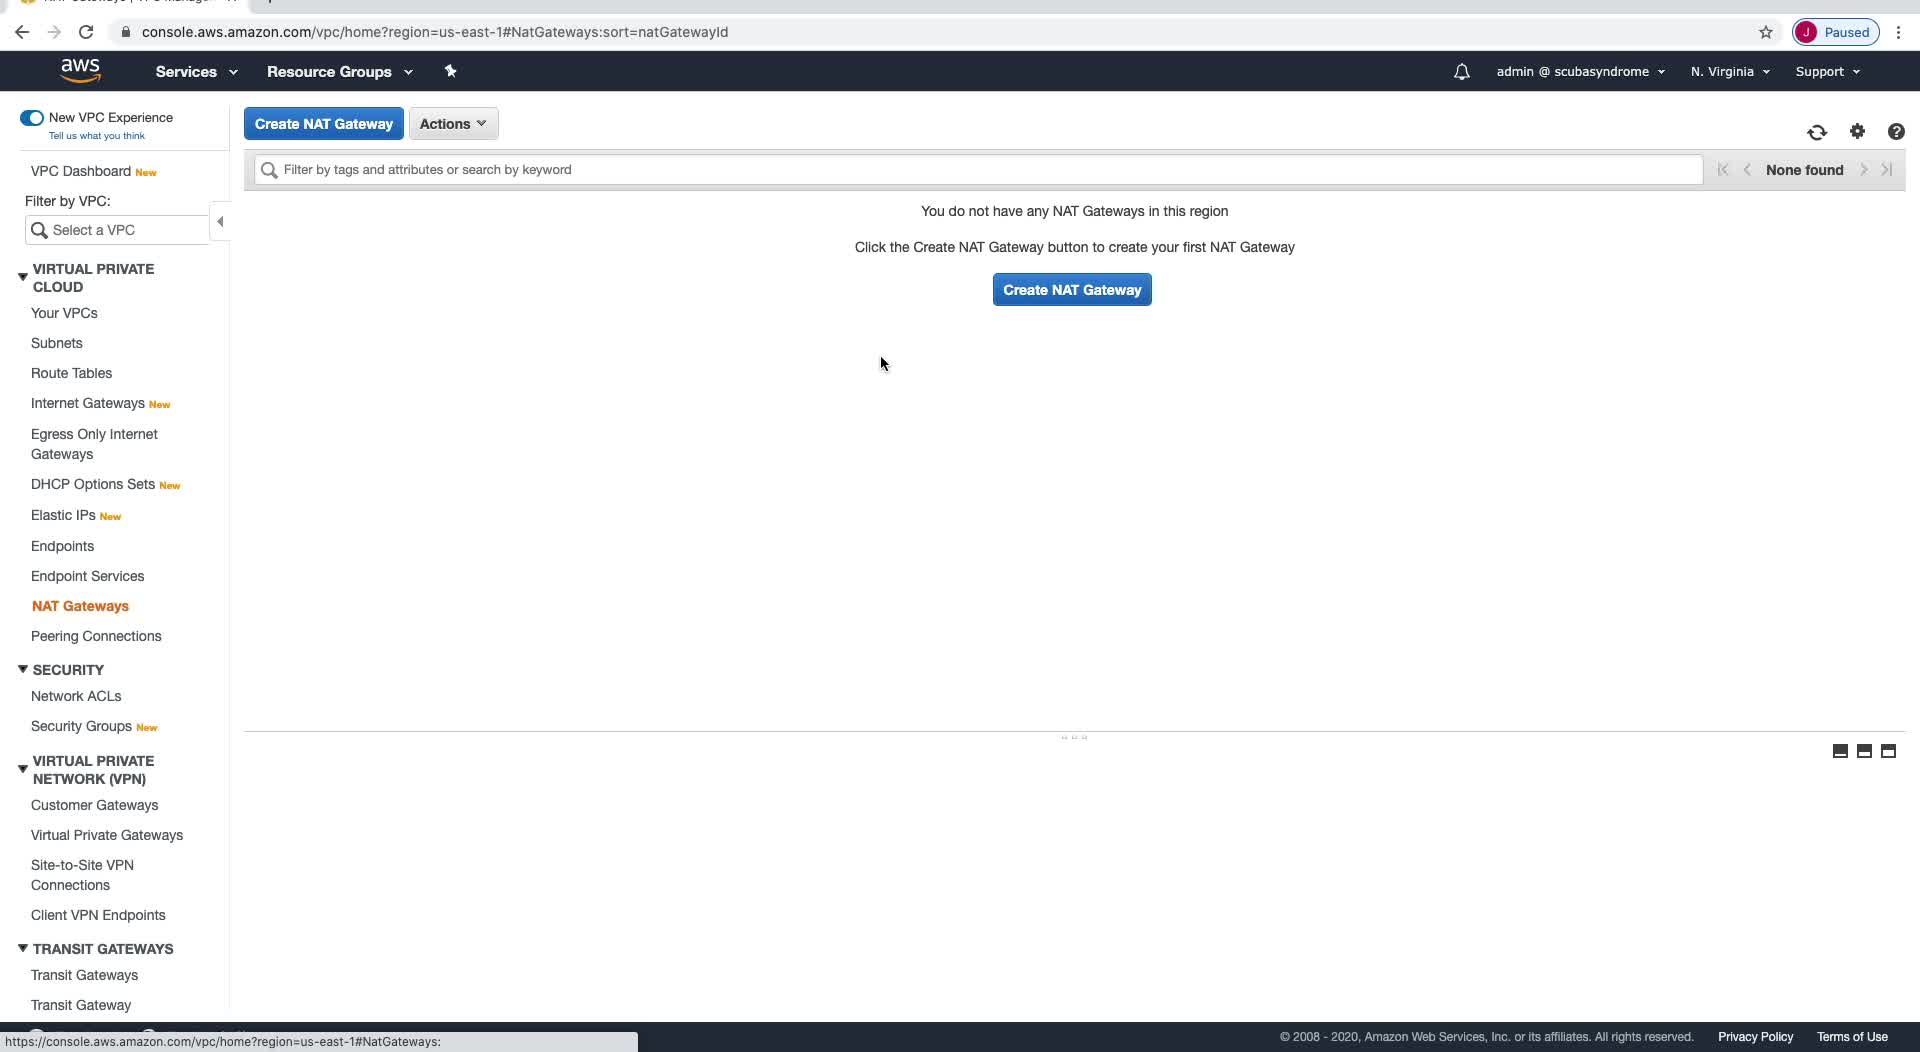 console.aws.amazon.com/vpc/home?region=us-east-1#NatGateways:sort=natGatewayId
J Paused
aws
Services
Resource Groups
admin @ scubasyndrome
N. Virginia
Support
New VPC Experience
Tell us what you think
VPC Dashboard New
Filter by VPC:
Select a VPC
VIRTUAL PRIVATE
CLOUD
Your VPCs
Subnets
Route Tables
Internet Gateways New
Egress Only Internet
Gateways
DHCP Options Sets New
Elastic IPs New
Endpoints
Endpoint Services
NAT Gateways
Peering Connections
SECURITY
Network ACLs
Security Groups New
VIRTUAL PRIVATE
NETWORK (VPN)
Customer Gateways
Virtual Private Gateways
Site-to-Site VPN
Connections
Client VPN Endpoints
TRANSIT GATEWAYS
Transit Gateways
Transit Gateway
Create NAT Gateway
Actions
Filter by tags and attributes or search by keyword
None found
You do not have any NAT Gateways in this region
Click the Create NAT Gateway button to create your first NAT Gateway
Create NAT Gateway
https://console.aws.amazon.com/vpc/home?region=us-east-1#NatGateways:
© 2008 - 2020, Amazon Web Services, Inc. or its affiliates. All rights reserved.
Privacy Policy
Terms of Use